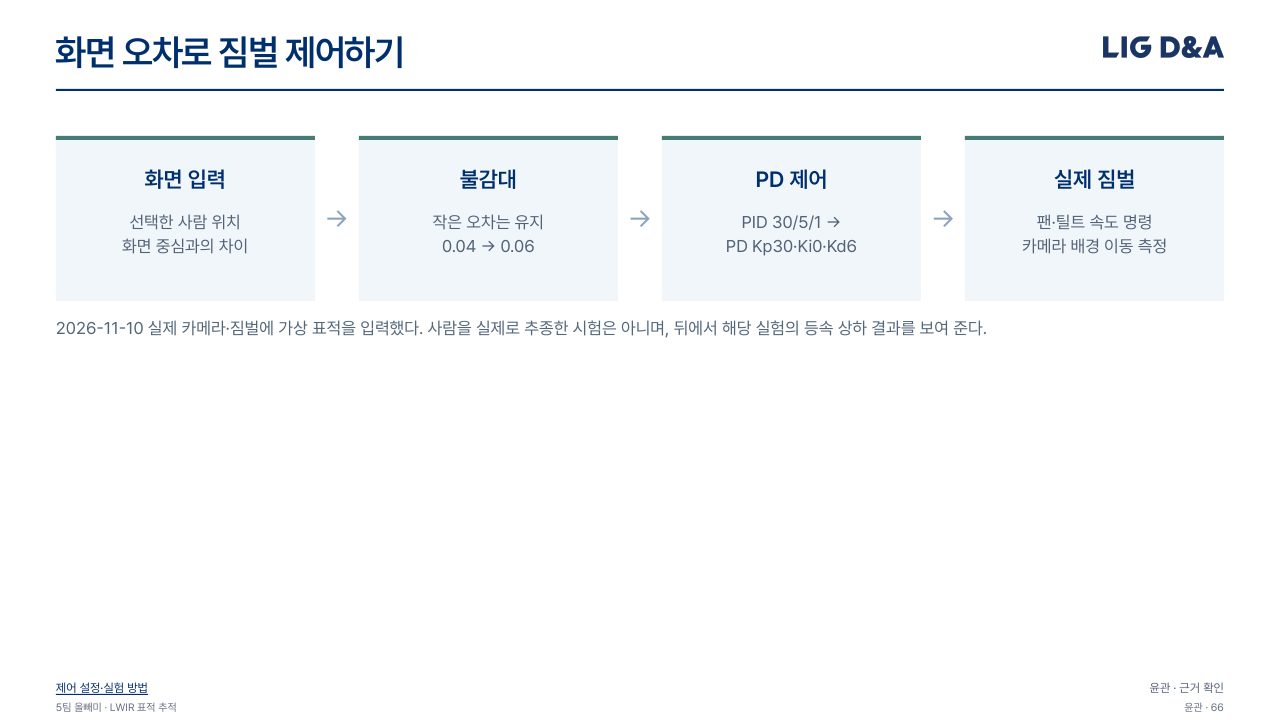 화면 오차로 짐벌 제어하기
LIG D&A
화면 입력
선택한 사람 위치
화면 중심과의 차이
→
불감대
작은 오차는 유지
0.04 → 0.06
→
PD 제어
PID 30/5/1 →
PD Kp30·Ki0·Kd6
→
실제 짐벌
팬·틸트 속도 명령
카메라 배경 이동 측정
2026-11-10 실제 카메라·짐벌에 가상 표적을 입력했다. 사람을 실제로 추종한 시험은 아니며, 뒤에서 해당 실험의 등속 상하 결과를 보여 준다.
제어 설정·실험 방법
5팀 올빼미 · LWIR 표적 추적
윤관 · 근거 확인
윤관 · 66